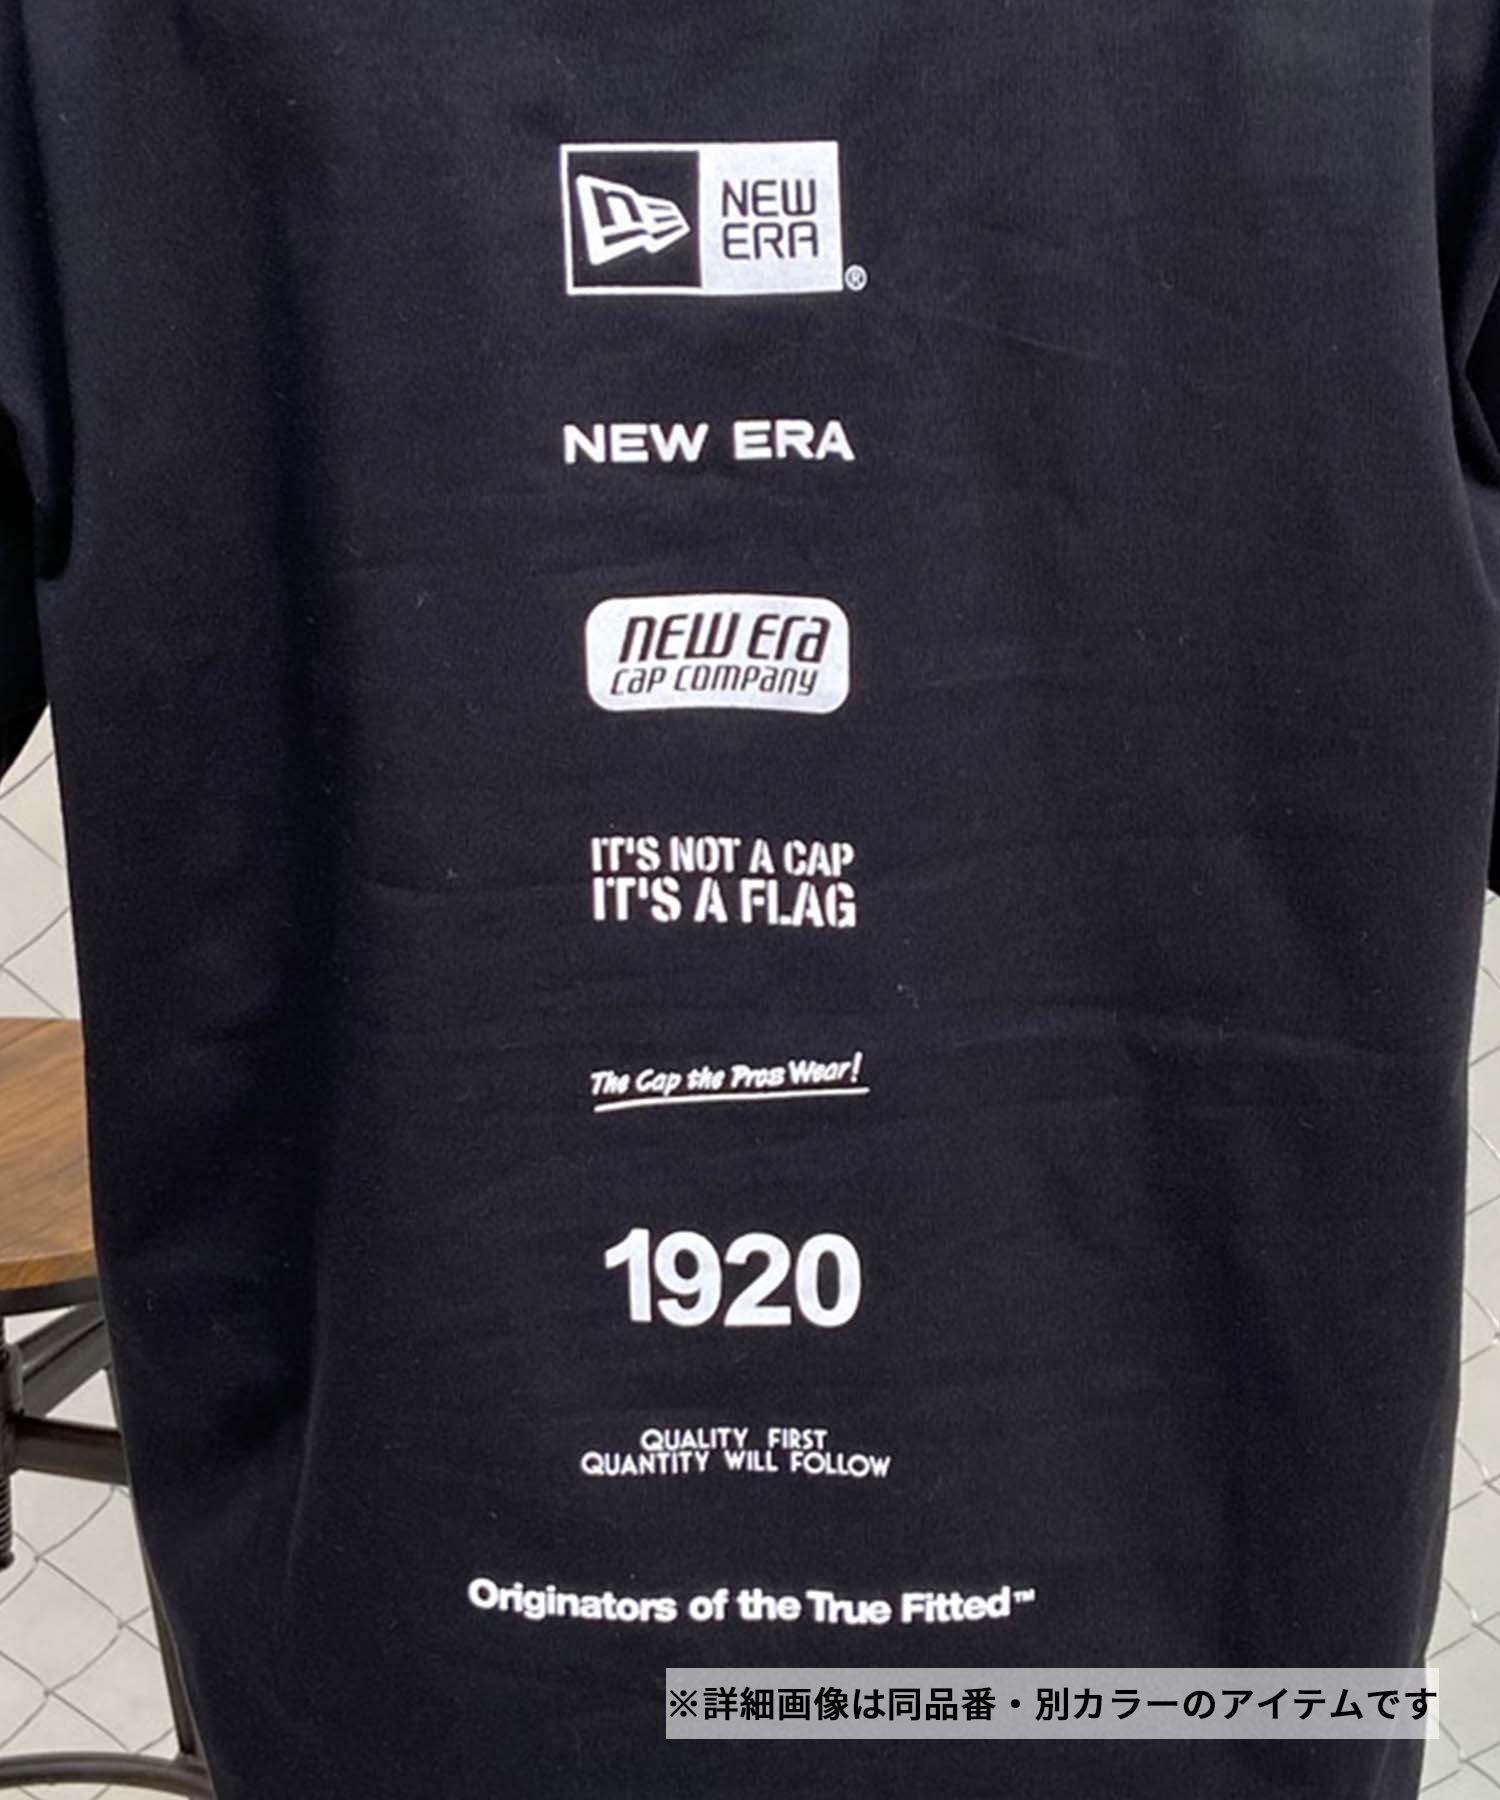 NEW
ERA
®
NEW ERA
new era
cap company
IT'S NOT A CAP
IT'S A FLAG
The Cap the Pros Wear!
1920
QUALITY FIRST
QUANTITY WILL FOLLOW
Originators of the True Fitted™
※詳細画像は同品番・別カラーのアイテムです